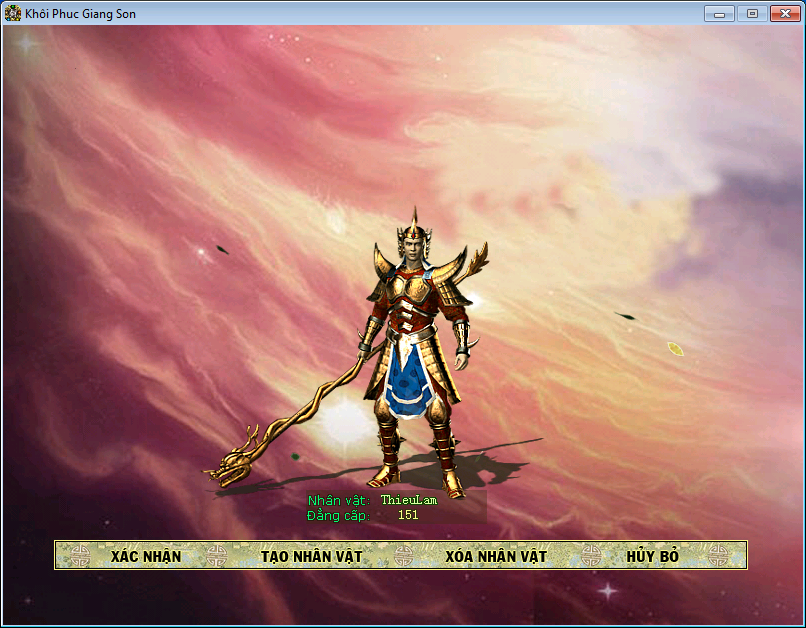 Khôi Phuc Giang Son
Nhân vật: ThieuLam
Đẳng cấp: 151
XÁC NHẬN TẠO NHÂN VẬT XÓA NHÂN VẬT HỦY BỎ